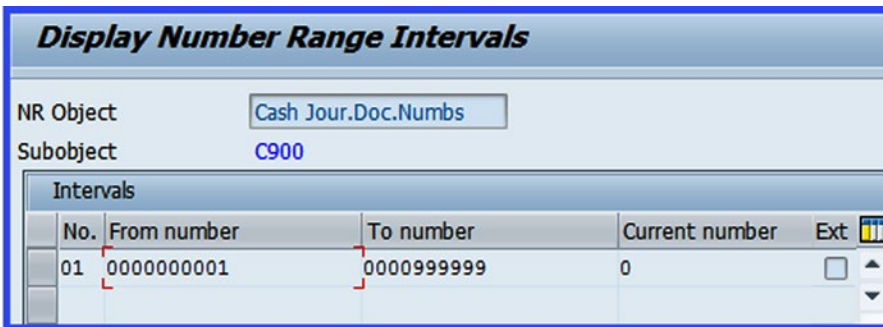 Display Number Range Intervals
NR Object Cash Jour.Doc.Numbs
Subobject C900
Intervals
No. From number To number Current number Ext
01 0000000001 0000999999 0